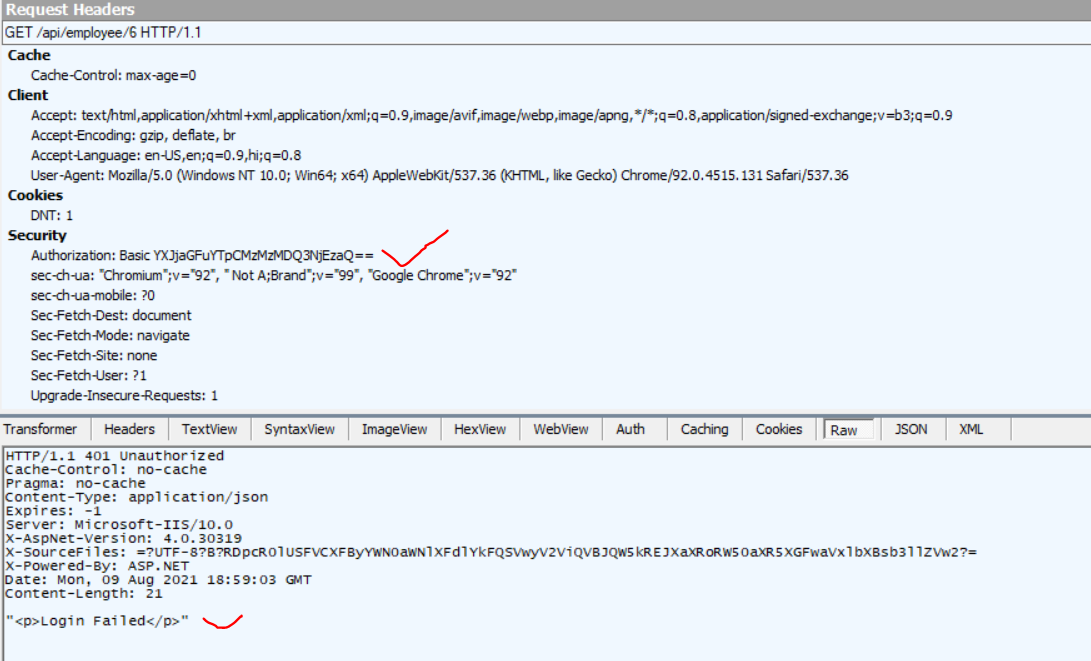 Request Headers
GET /api/employee/6 HTTP/1.1
Cache
Cache-Control: max-age=0
Client
Accept: text/html,application/xhtml+xml,application/xml;q=0.9,image/avif,image/webp,image/apng,*/*;q=0.8,application/signed-exchange;v=b3;q=0.9
Accept-Encoding: gzip, deflate, br
Accept-Language: en-US,en;q=0.9,hi;q=0.8
User-Agent: Mozilla/5.0 (Windows NT 10.0; Win64; x64) AppleWebKit/537.36 (KHTML, like Gecko) Chrome/92.0.4515.131 Safari/537.36
Cookies
DNT: 1
Security
Authorization: Basic YXJjaGFuYTpCMzMzMDQ3NjEzaQ==
sec-ch-ua: "Chromium";v="92", " Not A;Brand";v="99", "Google Chrome";v="92"
sec-ch-ua-mobile: ?0
Sec-Fetch-Dest: document
Sec-Fetch-Mode: navigate
Sec-Fetch-Site: none
Sec-Fetch-User: ?1
Upgrade-Insecure-Requests: 1
Transformer Headers TextView SyntaxView ImageView HexView WebView Auth Caching Cookies Raw JSON XML
HTTP/1.1 401 Unauthorized
Cache-Control: no-cache
Pragma: no-cache
Content-Type: application/json
Expires: -1
Server: Microsoft-IIS/10.0
X-AspNet-Version: 4.0.30319
X-SourceFiles: =?UTF-8?B?RDpcR0lUSFVCXFByYWN0aWNlXFdlYkFQSVwyV2ViQVBJQW5kREJXaXRoRW50aXR5XGFwaVxlbXBsb3llZVw2?=
X-Powered-By: ASP.NET
Date: Mon, 09 Aug 2021 18:59:03 GMT
Content-Length: 21
"<p>Login Failed</p>"